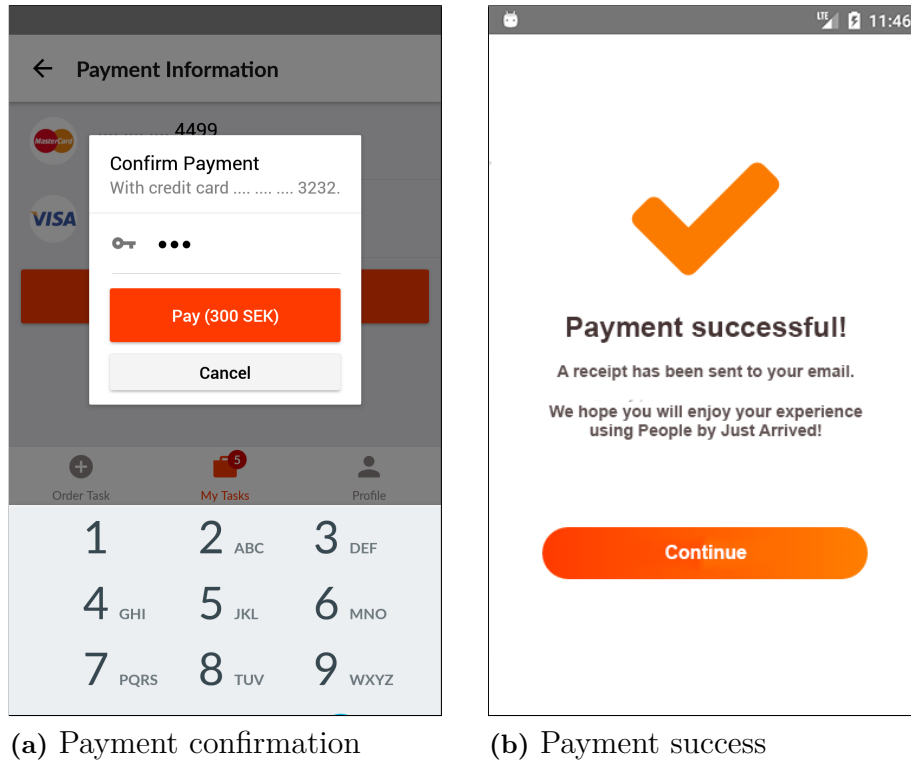 Payment Information
MasterCard
.... .... .... 4499
Confirm Payment
With credit card .... .... .... 3232.
VISA
•••
Pay (300 SEK)
Cancel
5
Order Task
My Tasks
Profile
1
2 ABC
3 DEF
4 GHI
5 JKL
6 MNO
7 PQRS
8 TUV
9 WXYZ
(a) Payment confirmation
LTE
11:46
Payment successful!
A receipt has been sent to your email.
We hope you will enjoy your experience
using People by Just Arrived!
Continue
(b) Payment success